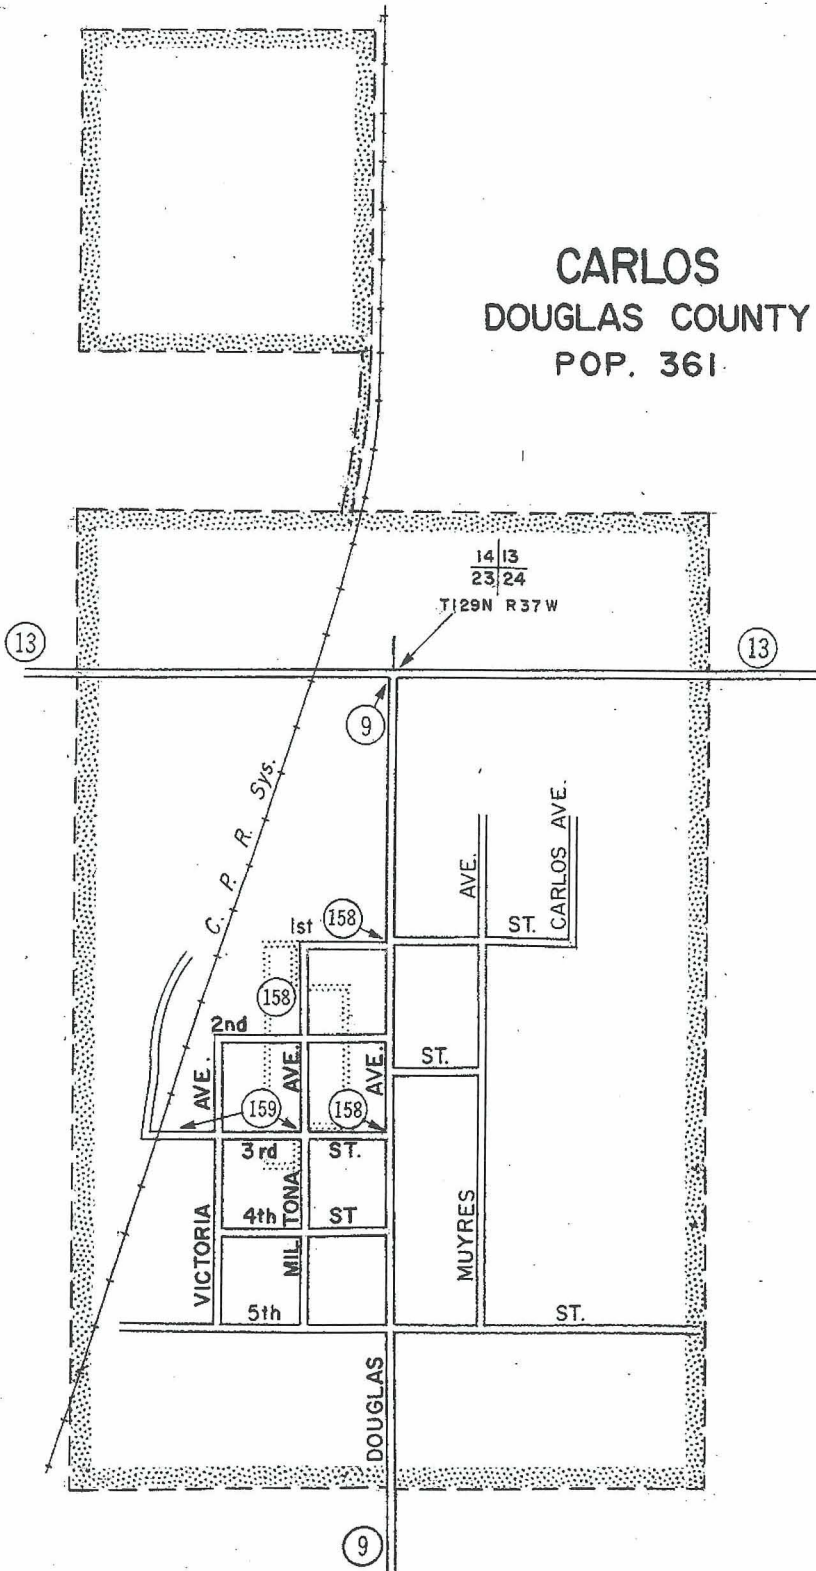 CARLOS
DOUGLAS COUNTY
POP. 361
14 13
23 24
T129N R37W
13
13
9
C. P. R. Sys.
AVE.
CARLOS AVE.
1st
158
ST.
158
2nd
AVE.
AVE.
AVE.
ST.
159
158
3rd
ST.
VICTORIA
MILTONA
MUYRES
4th
ST
5th
ST.
DOUGLAS
9